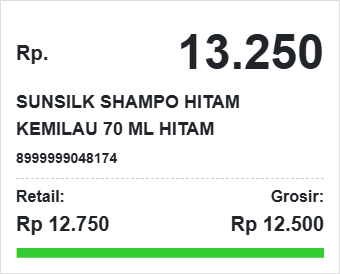 Rp. 13.250
SUNSILK SHAMPO HITAM
KEMILAU 70 ML HITAM
8999999048174
Retail: Grosir:
Rp 12.750 Rp 12.500